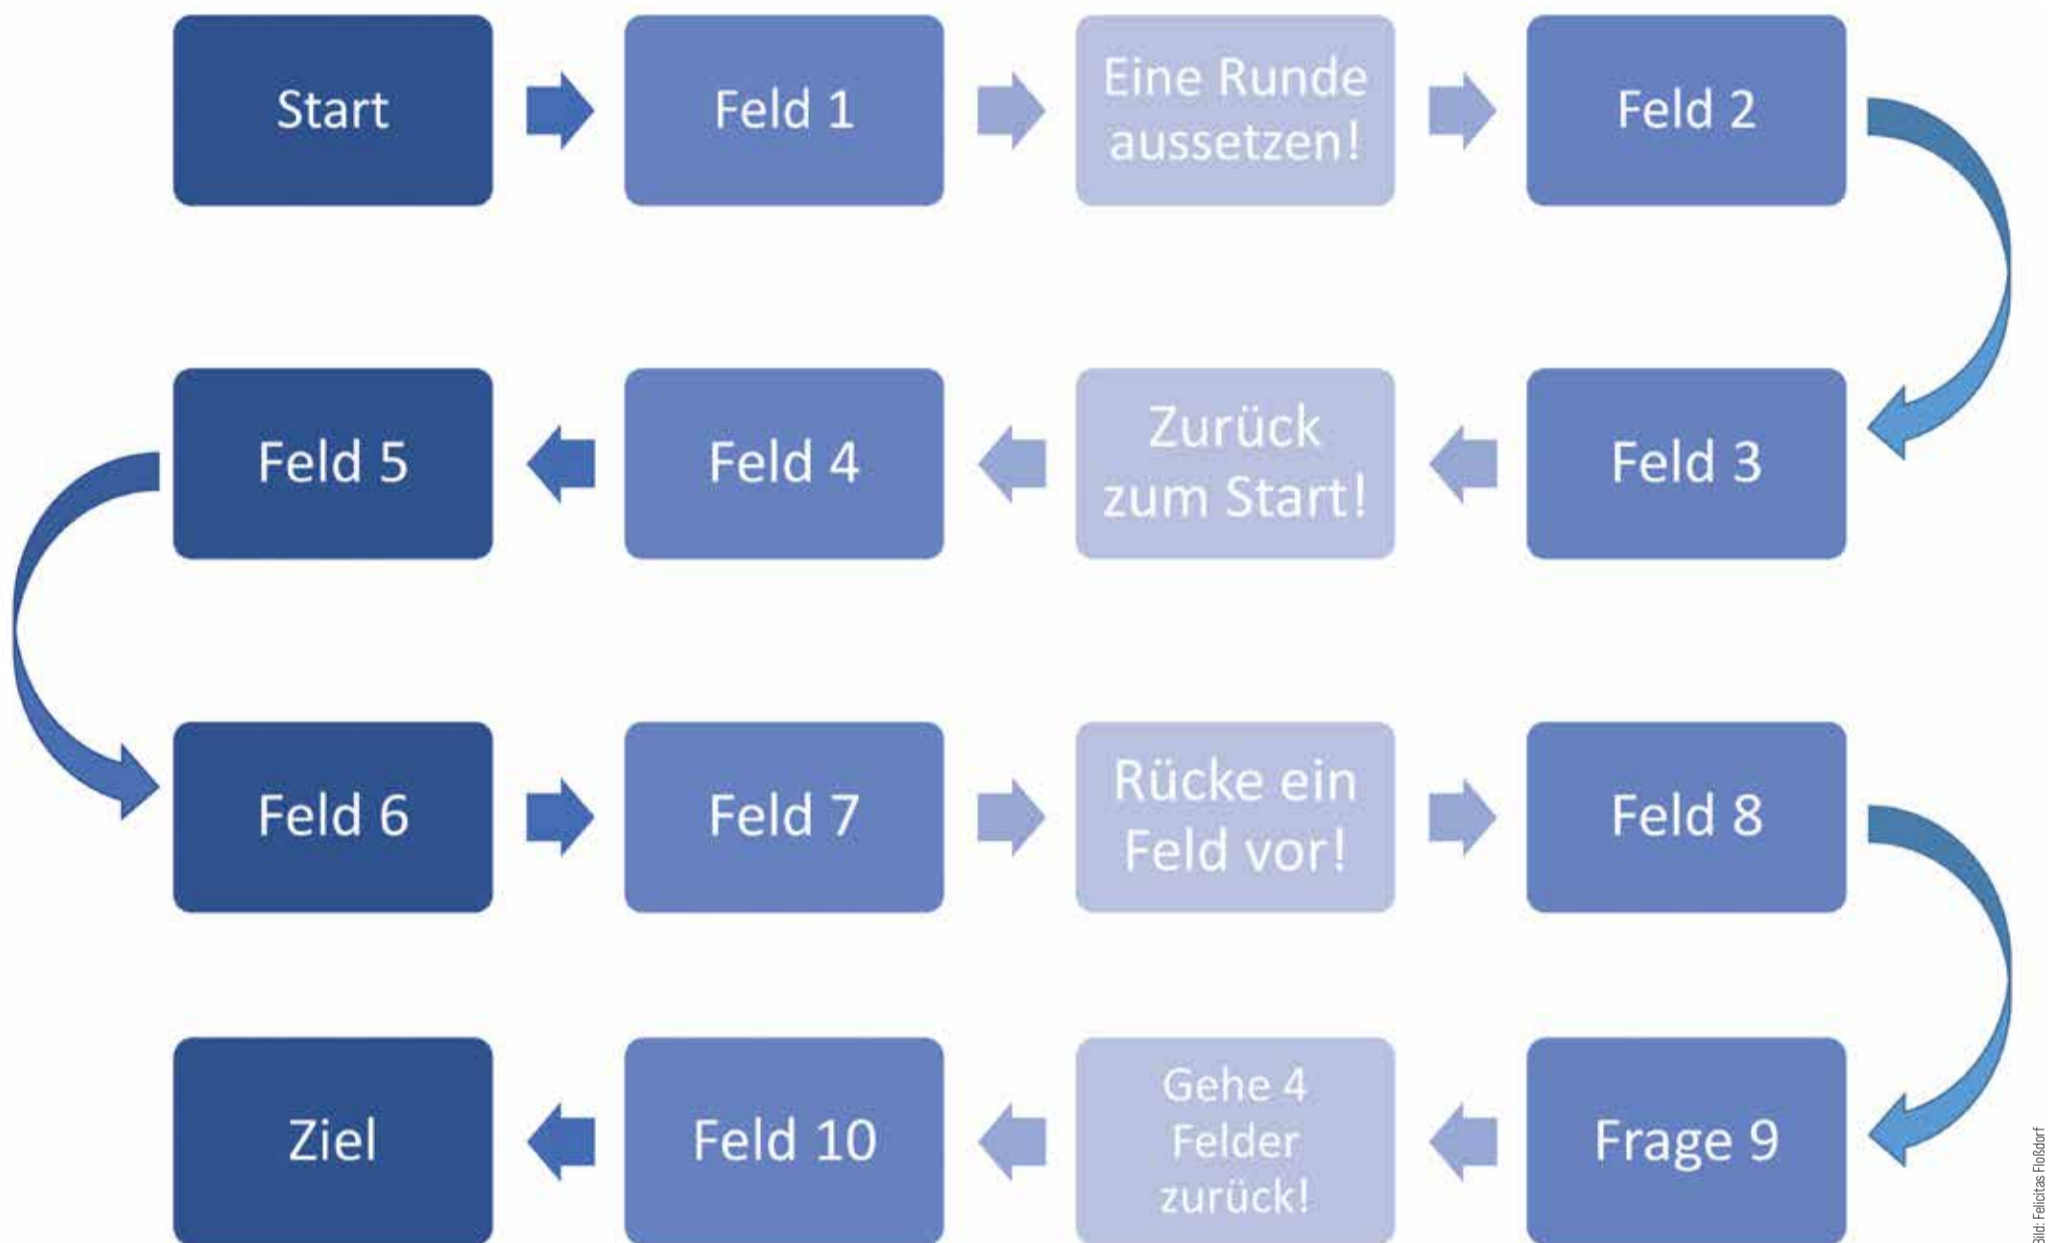 Start
Feld 1
Eine Runde
aussetzen!
Feld 2
Feld 3
Zurück
zum Start!
Feld 4
Feld 5
Feld 6
Feld 7
Rücke ein
Feld vor!
Feld 8
Frage 9
Gehe 4
Felder
zurück!
Feld 10
Ziel
Bild: Felicitas Floßdorf